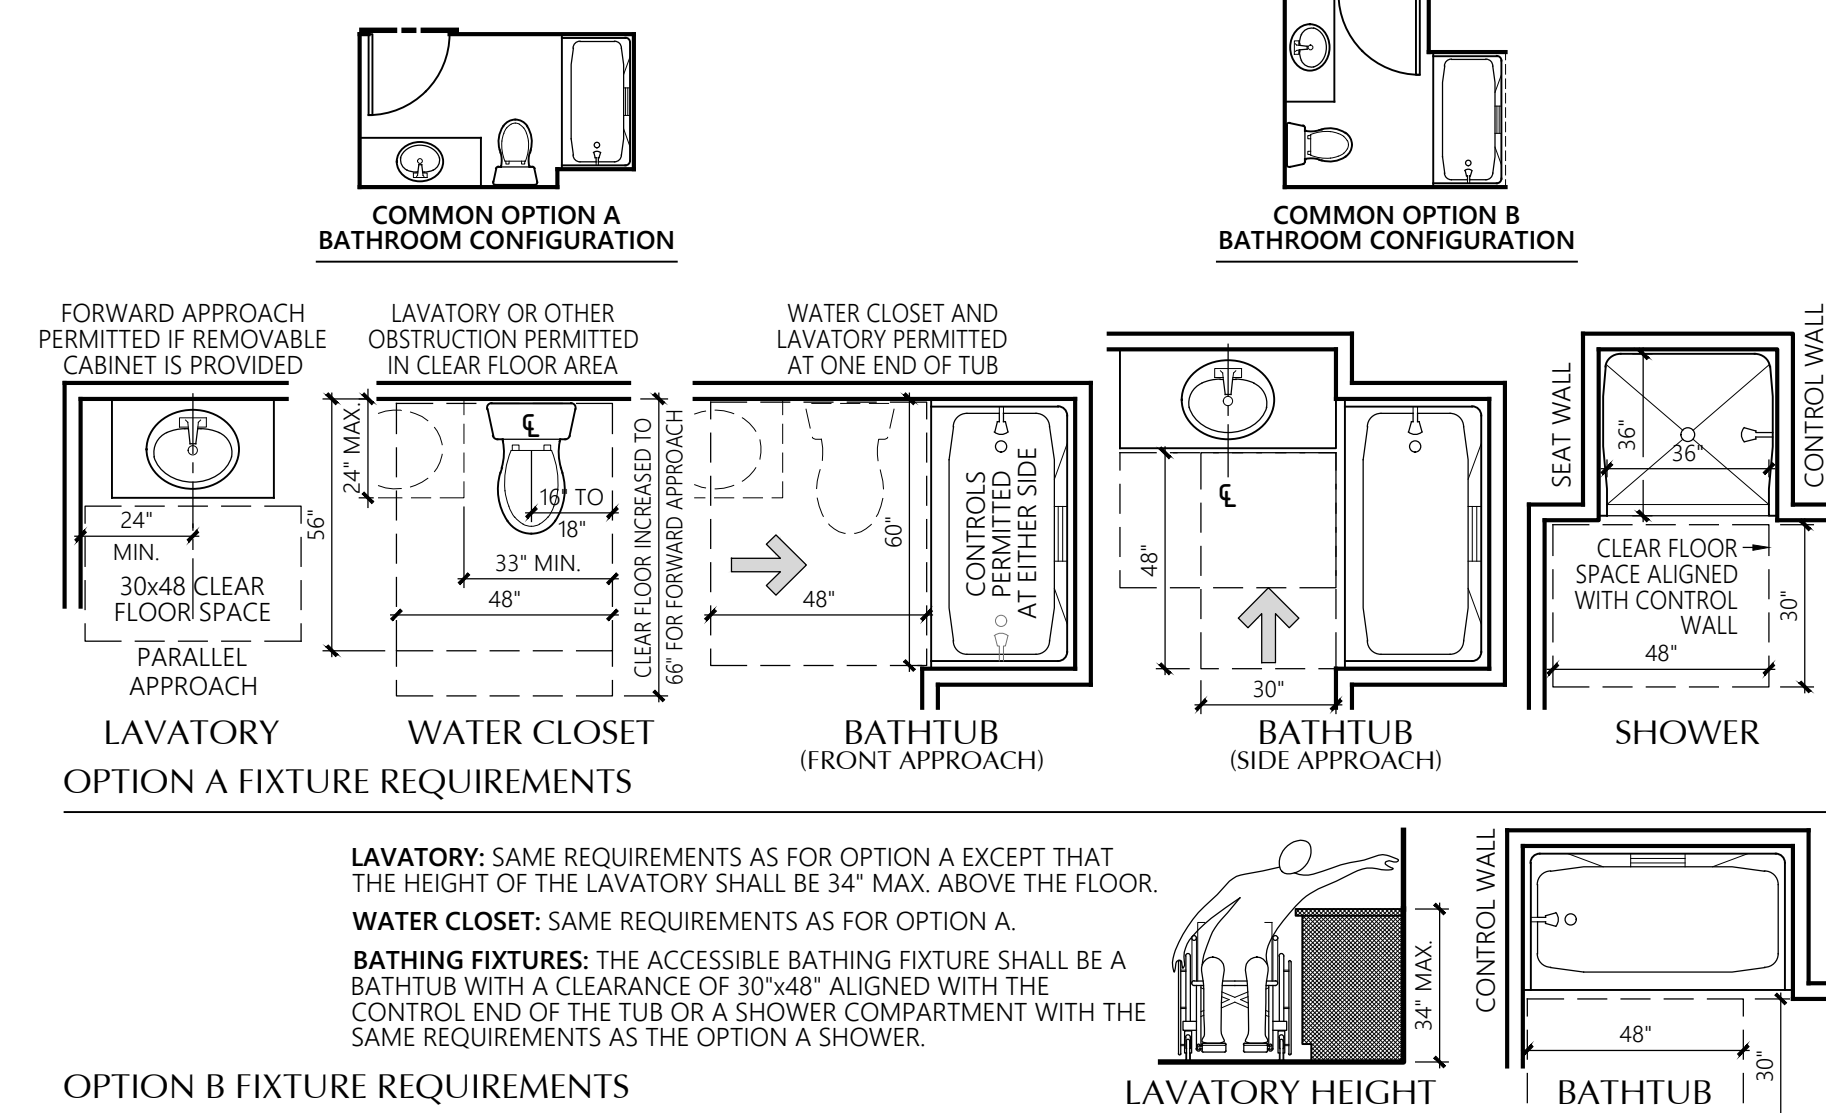 COMMON OPTION A
BATHROOM CONFIGURATION
COMMON OPTION B
BATHROOM CONFIGURATION
FORWARD APPROACH
PERMITTED IF REMOVABLE
CABINET IS PROVIDED
24"
MIN.
30x48 CLEAR
FLOOR SPACE
PARALLEL
APPROACH
LAVATORY
LAVATORY OR OTHER
OBSTRUCTION PERMITTED
IN CLEAR FLOOR AREA
24" MAX.
56"
℄
16" TO
18"
33" MIN.
48"
CLEAR FLOOR INCREASED TO
66" FOR FORWARD APPROACH
WATER CLOSET
WATER CLOSET AND
LAVATORY PERMITTED
AT ONE END OF TUB
60"
48"
CONTROLS
PERMITTED
AT EITHER SIDE
BATHTUB
(FRONT APPROACH)
℄
48"
30"
BATHTUB
(SIDE APPROACH)
SEAT WALL
CONTROL WALL
36"
36"
CLEAR FLOOR
SPACE ALIGNED
WITH CONTROL
WALL
48"
30"
SHOWER
OPTION A FIXTURE REQUIREMENTS
LAVATORY: SAME REQUIREMENTS AS FOR OPTION A EXCEPT THAT
THE HEIGHT OF THE LAVATORY SHALL BE 34" MAX. ABOVE THE FLOOR.
WATER CLOSET: SAME REQUIREMENTS AS FOR OPTION A.
BATHING FIXTURES: THE ACCESSIBLE BATHING FIXTURE SHALL BE A
BATHTUB WITH A CLEARANCE OF 30"x48" ALIGNED WITH THE
CONTROL END OF THE TUB OR A SHOWER COMPARTMENT WITH THE
SAME REQUIREMENTS AS THE OPTION A SHOWER.
OPTION B FIXTURE REQUIREMENTS
34" MAX.
LAVATORY HEIGHT
CONTROL WALL
48"
30"
BATHTUB